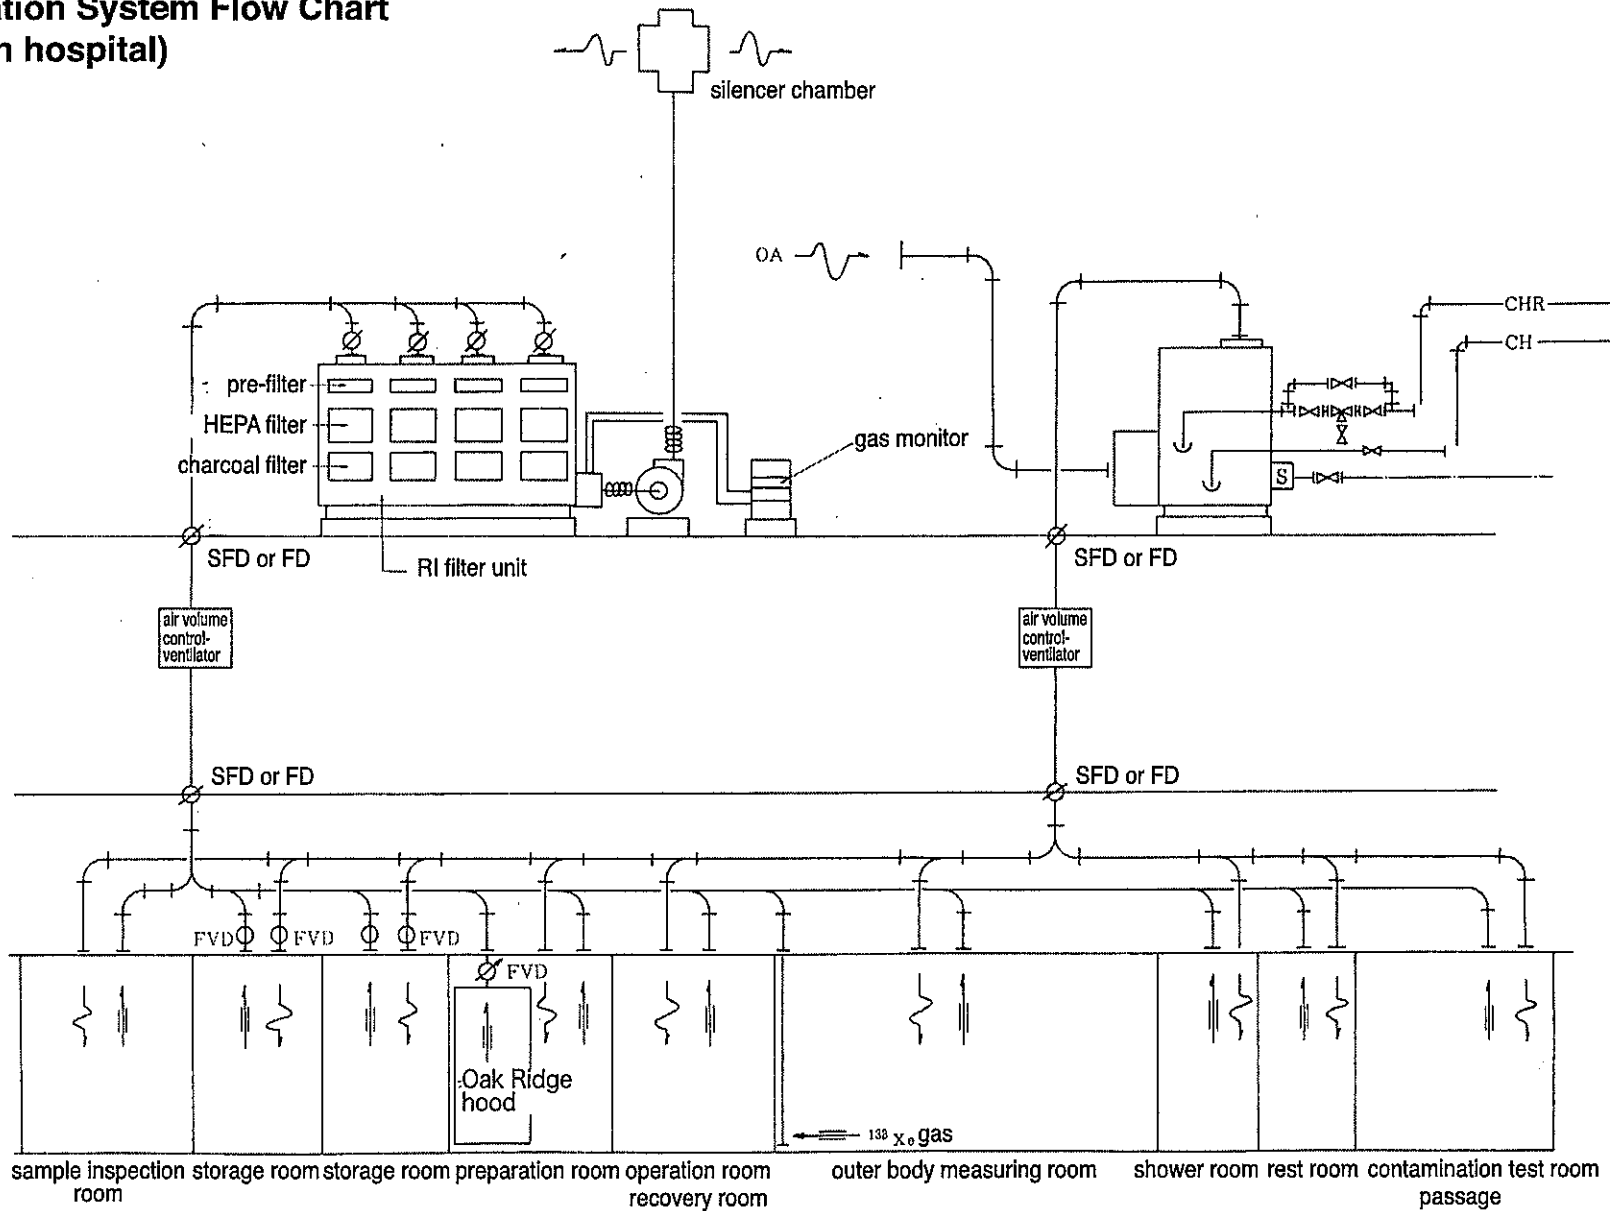 ation System Flow Chart
n hospital)
silencer chamber
OA
CHR
CH
pre-filter
HEPA filter
charcoal filter
gas monitor
S
SFD or FD
SFD or FD
RI filter unit
air volume
control-
ventilator
air volume
control-
ventilator
SFD or FD
SFD or FD
FVD
FVD
FVD
FVD
Oak Ridge
hood
133 Xe gas
sample inspection
room
storage room
storage room
preparation room
operation room
recovery room
outer body measuring room
shower room
rest room
contamination test room
passage